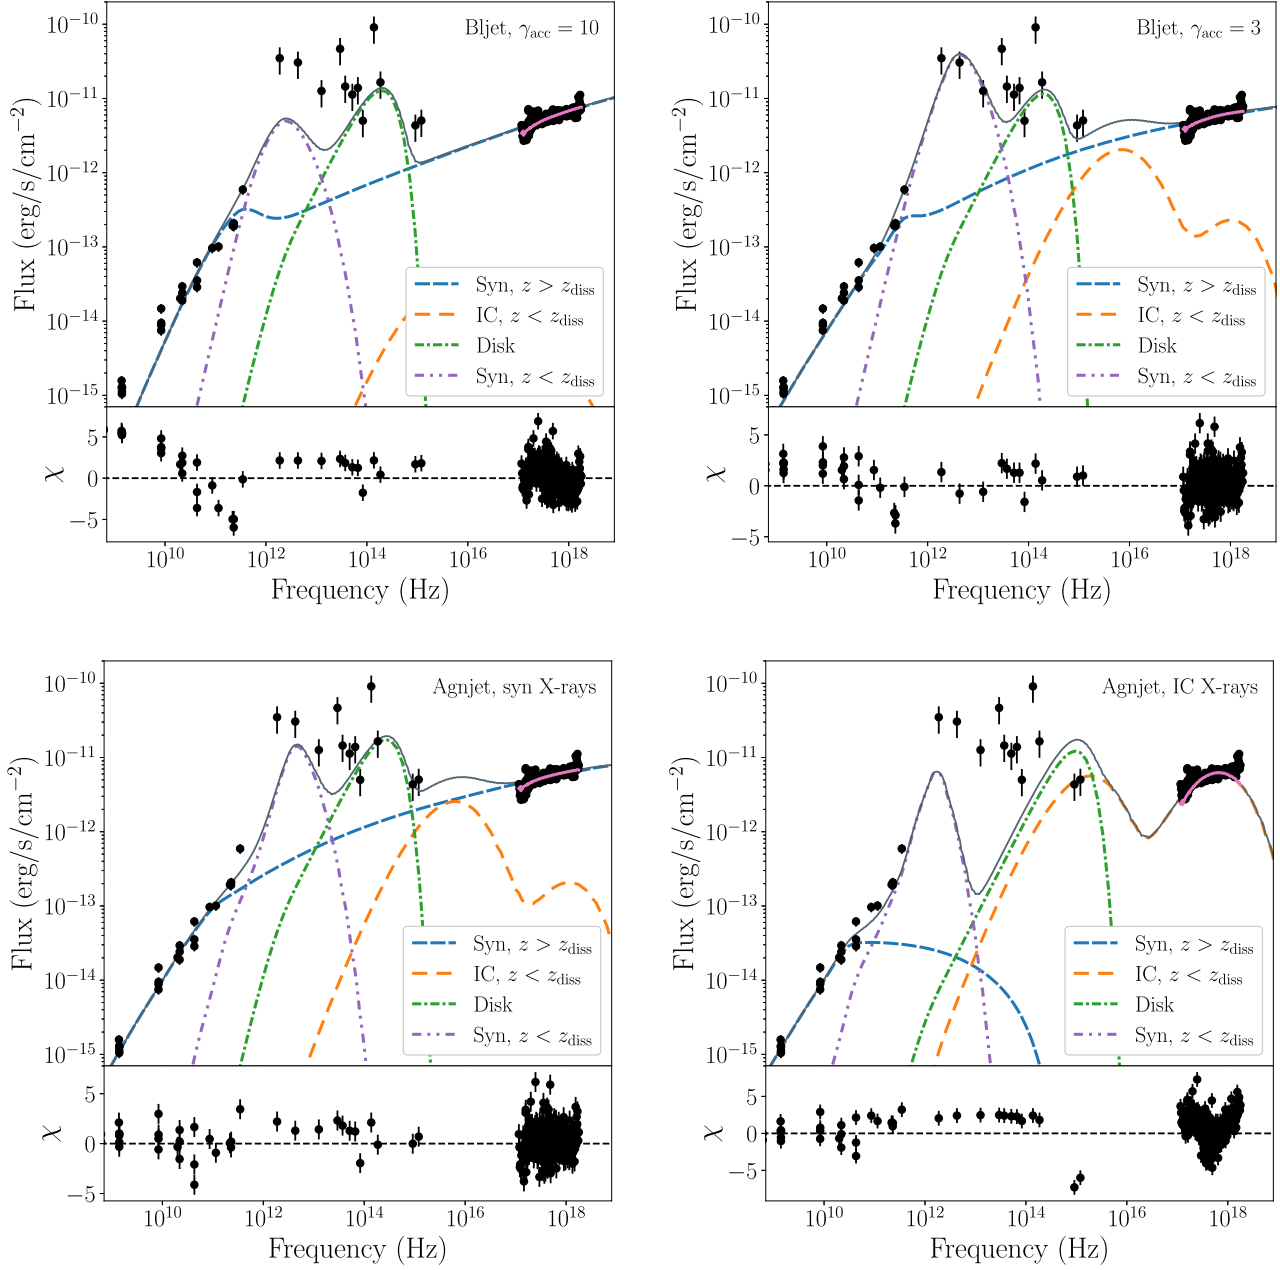 Bljet, γacc = 10
Flux (erg/s/cm⁻²)
10⁻¹⁰
10⁻¹¹
10⁻¹²
10⁻¹³
10⁻¹⁴
10⁻¹⁵
Syn, z > zdiss
IC, z < zdiss
Disk
Syn, z < zdiss
χ
5
0
−5
10¹⁰ 10¹² 10¹⁴ 10¹⁶ 10¹⁸
Frequency (Hz)
Bljet, γacc = 3
Flux (erg/s/cm⁻²)
10⁻¹⁰
10⁻¹¹
10⁻¹²
10⁻¹³
10⁻¹⁴
10⁻¹⁵
Syn, z > zdiss
IC, z < zdiss
Disk
Syn, z < zdiss
χ
5
0
−5
10¹⁰ 10¹² 10¹⁴ 10¹⁶ 10¹⁸
Frequency (Hz)
Agnjet, syn X-rays
Flux (erg/s/cm⁻²)
10⁻¹⁰
10⁻¹¹
10⁻¹²
10⁻¹³
10⁻¹⁴
10⁻¹⁵
Syn, z > zdiss
IC, z < zdiss
Disk
Syn, z < zdiss
χ
5
0
−5
10¹⁰ 10¹² 10¹⁴ 10¹⁶ 10¹⁸
Frequency (Hz)
Agnjet, IC X-rays
Flux (erg/s/cm⁻²)
10⁻¹⁰
10⁻¹¹
10⁻¹²
10⁻¹³
10⁻¹⁴
10⁻¹⁵
Syn, z > zdiss
IC, z < zdiss
Disk
Syn, z < zdiss
χ
5
0
−5
10¹⁰ 10¹² 10¹⁴ 10¹⁶ 10¹⁸
Frequency (Hz)